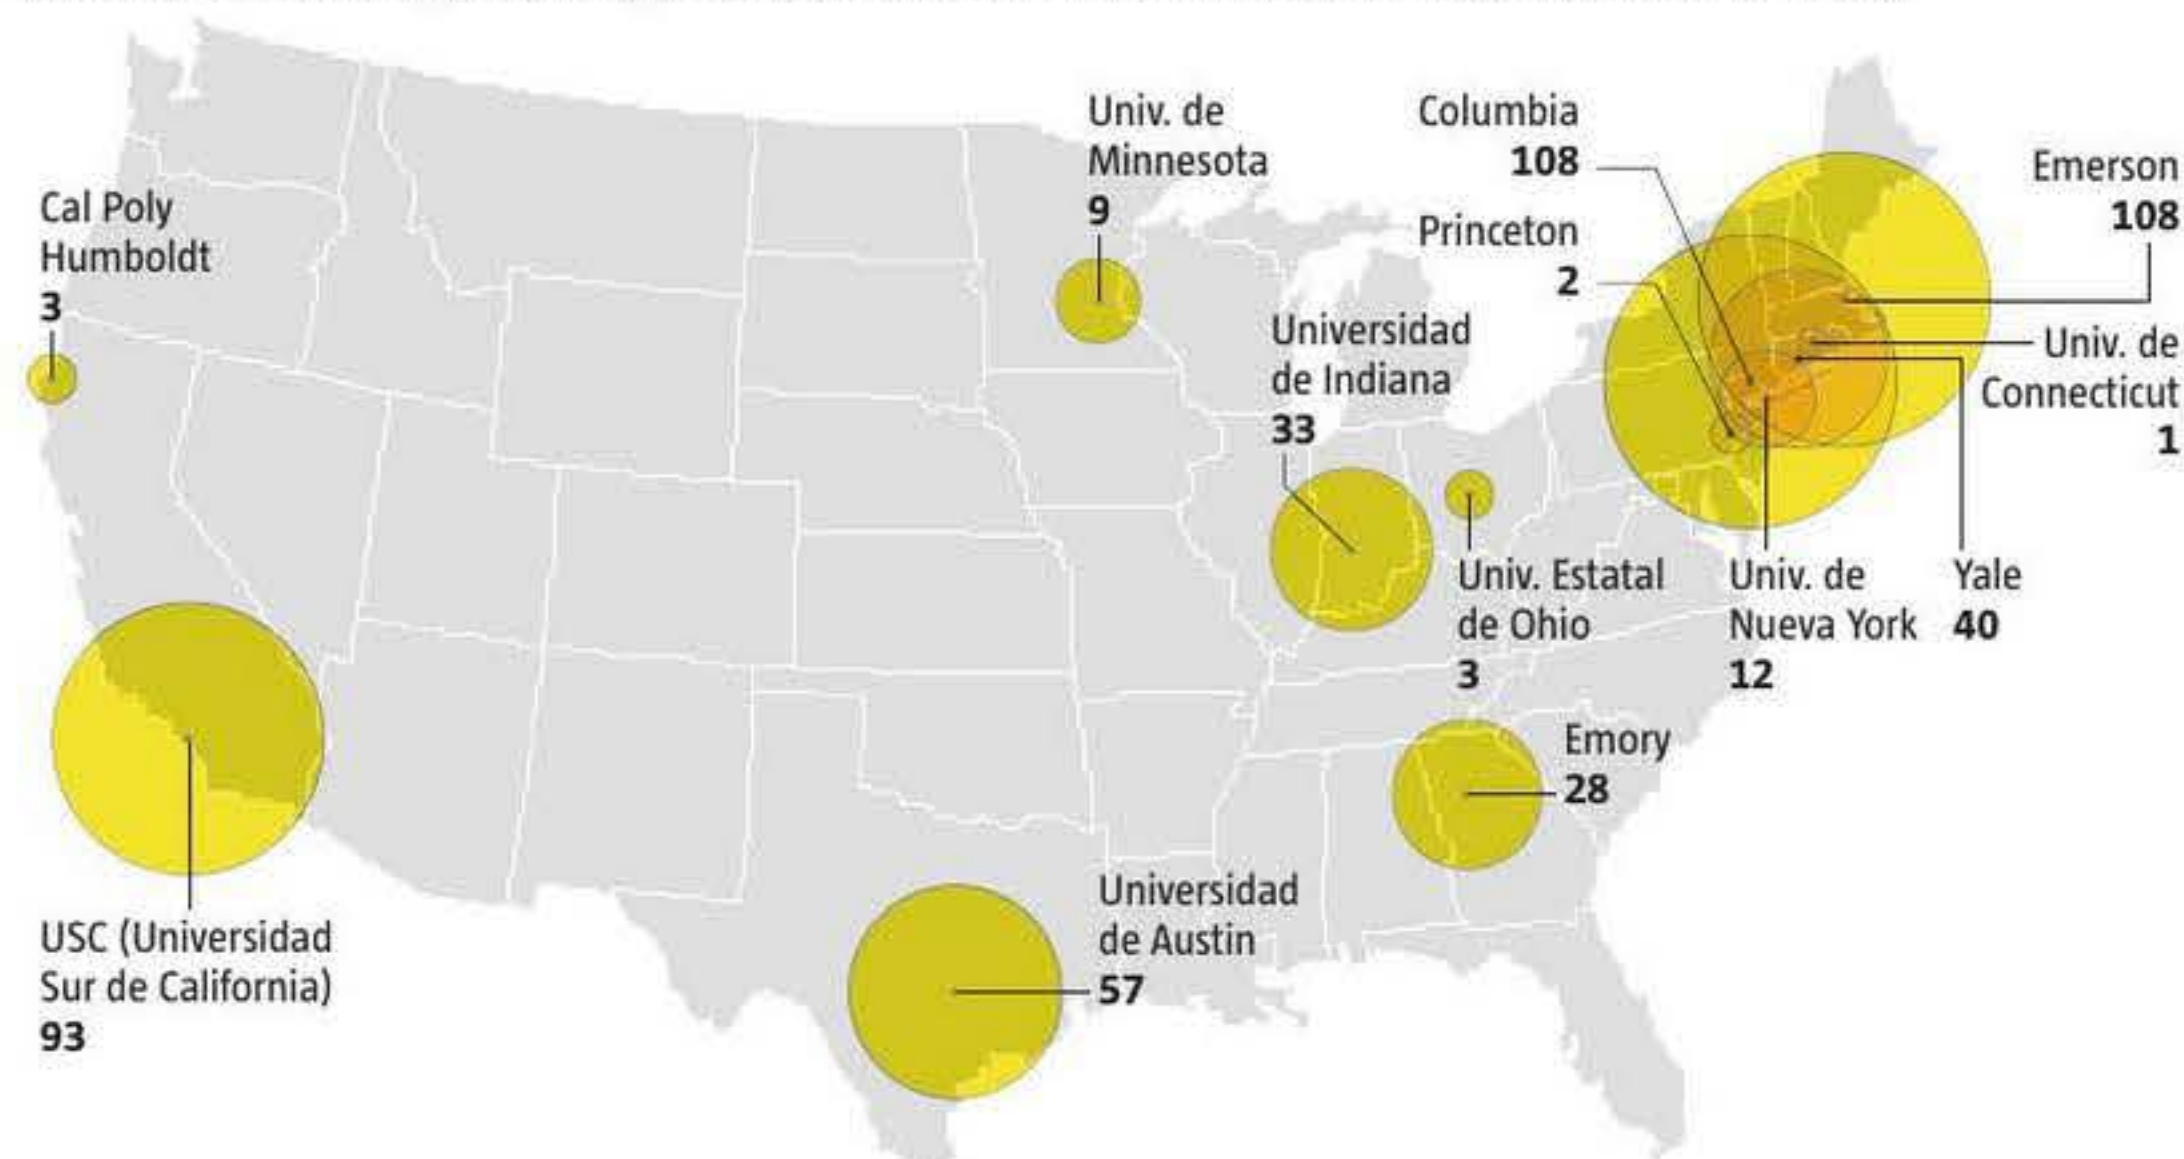 Cal Poly
Humboldt
3
Univ. de
Minnesota
9
Columbia
108
Princeton
2
Emerson
108
Univ. de
Connecticut
1
Universidad
de Indiana
33
Univ. Estatal
de Ohio
3
Univ. de
Nueva York
12
Yale
40
Emory
28
Universidad
de Austin
57
USC (Universidad
Sur de California)
93